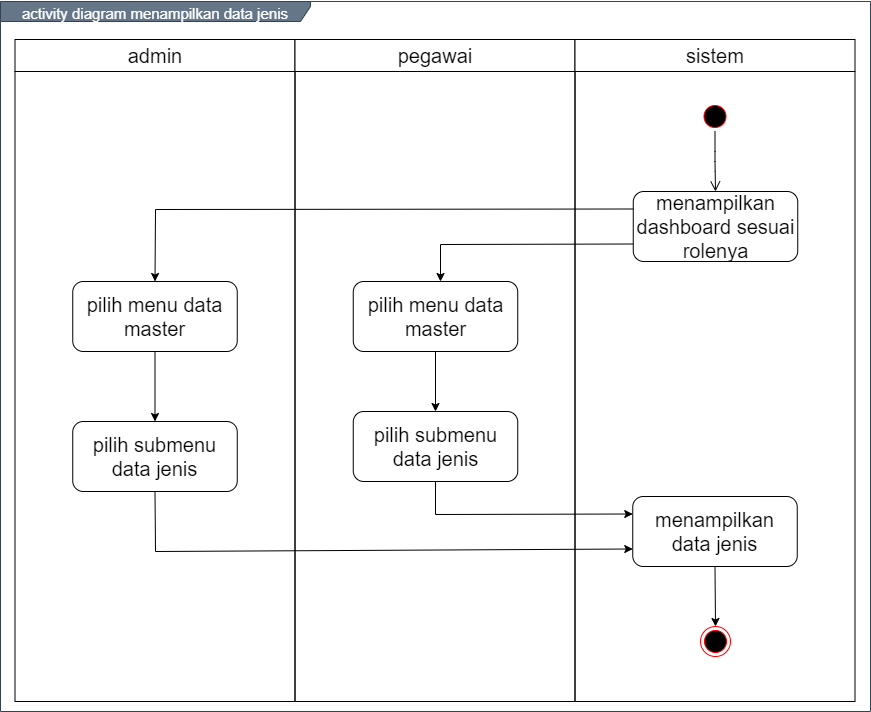 activity diagram menampilkan data jenis
admin
pegawai
sistem
menampilkan
dashboard sesuai
rolenya
pilih menu data
master
pilih menu data
master
pilih submenu
data jenis
pilih submenu
data jenis
menampilkan
data jenis